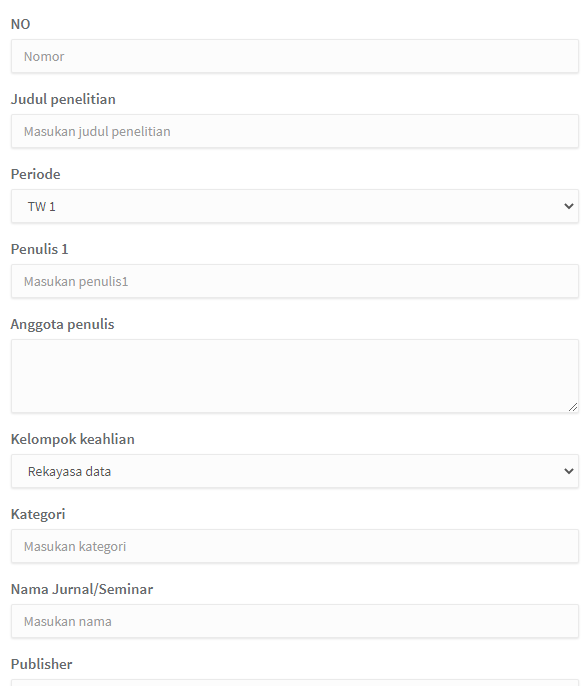 NO
Nomor
Judul penelitian
Masukan judul penelitian
Periode
TW 1
Penulis 1
Masukan penulis1
Anggota penulis
Kelompok keahlian
Rekayasa data
Kategori
Masukan kategori
Nama Jurnal/Seminar
Masukan nama
Publisher